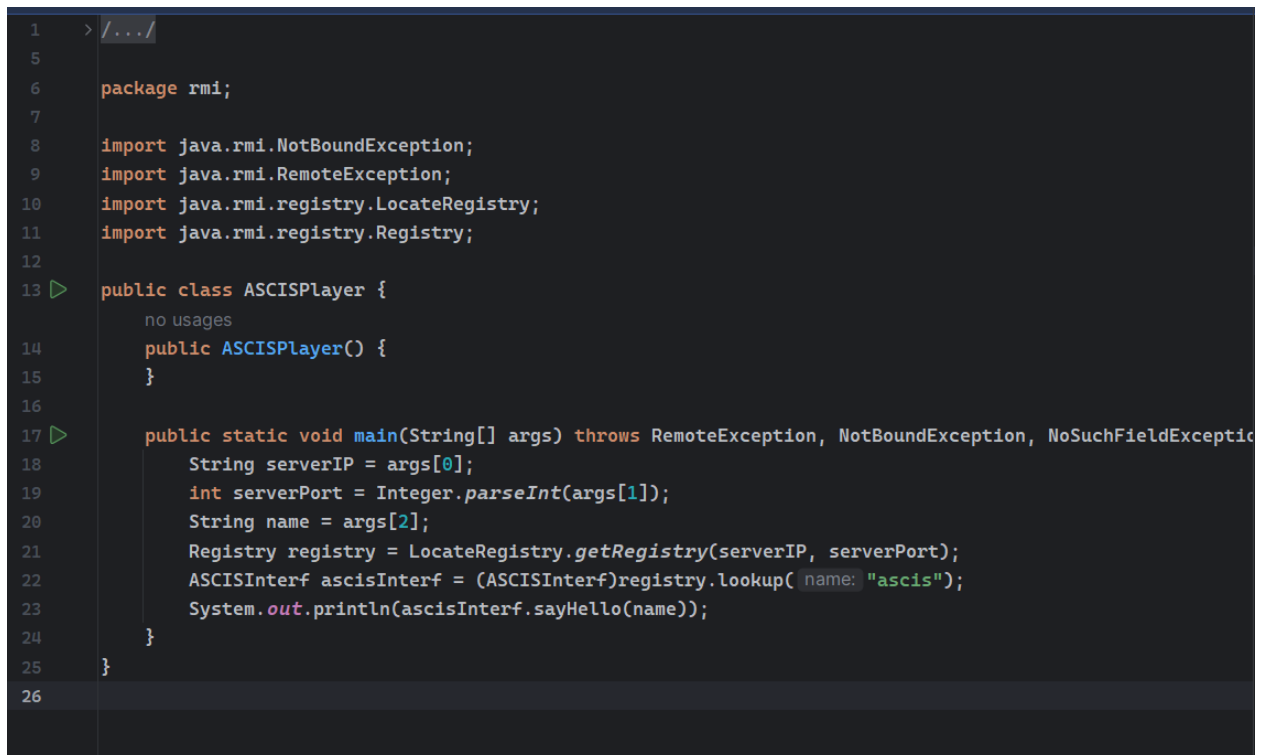 1 /.../
5
6 package rmi;
7
8 import java.rmi.NotBoundException;
9 import java.rmi.RemoteException;
10 import java.rmi.registry.LocateRegistry;
11 import java.rmi.registry.Registry;
12
13 public class ASCISPlayer {
no usages
14 public ASCISPlayer() {
15 }
16
17 public static void main(String[] args) throws RemoteException, NotBoundException, NoSuchFieldExceptio
18 String serverIP = args[0];
19 int serverPort = Integer.parseInt(args[1]);
20 String name = args[2];
21 Registry registry = LocateRegistry.getRegistry(serverIP, serverPort);
22 ASCISInterf ascisInterf = (ASCISInterf)registry.lookup( name: "ascis");
23 System.out.println(ascisInterf.sayHello(name));
24 }
25 }
26